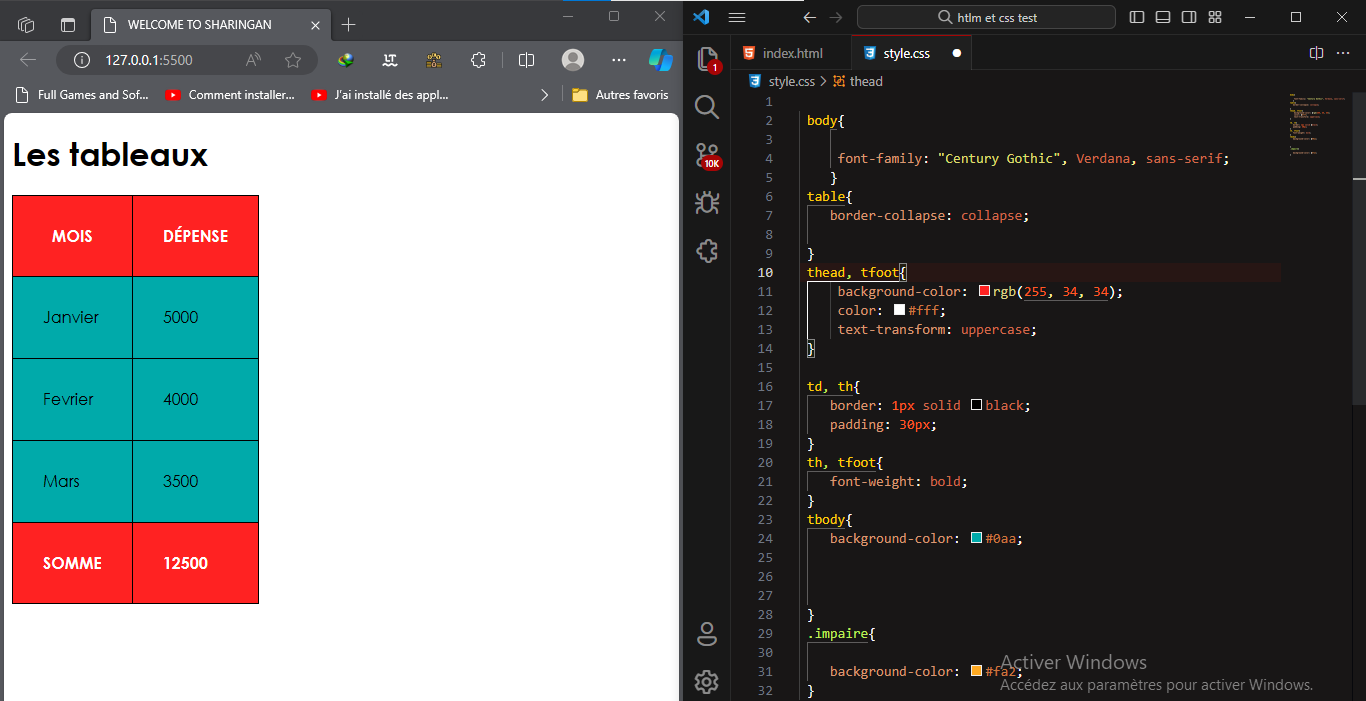 WELCOME TO SHARINGAN
127.0.0.1:5500
Full Games and Sof...
Comment installer...
J'ai installé des appl...
Autres favoris
Les tableaux
MOIS DÉPENSE
Janvier 5000
Fevrier 4000
Mars 3500
SOMME 12500
htlm et css test
index.html
style.css
style.css > thead
1
10K
1
2 body{
3
4 font-family: "Century Gothic", Verdana, sans-serif;
5 }
6 table{
7 border-collapse: collapse;
8
9 }
10 thead, tfoot{
11 background-color: rgb(255, 34, 34);
12 color: #fff;
13 text-transform: uppercase;
14 }
15
16 td, th{
17 border: 1px solid black;
18 padding: 30px;
19 }
20 th, tfoot{
21 font-weight: bold;
22 }
23 tbody{
24 background-color: #0aa;
25
26
27
28 }
29 .impaire{
30
31 background-color: #fa2;
32 }
Activer Windows
Accédez aux paramètres pour activer Windows.